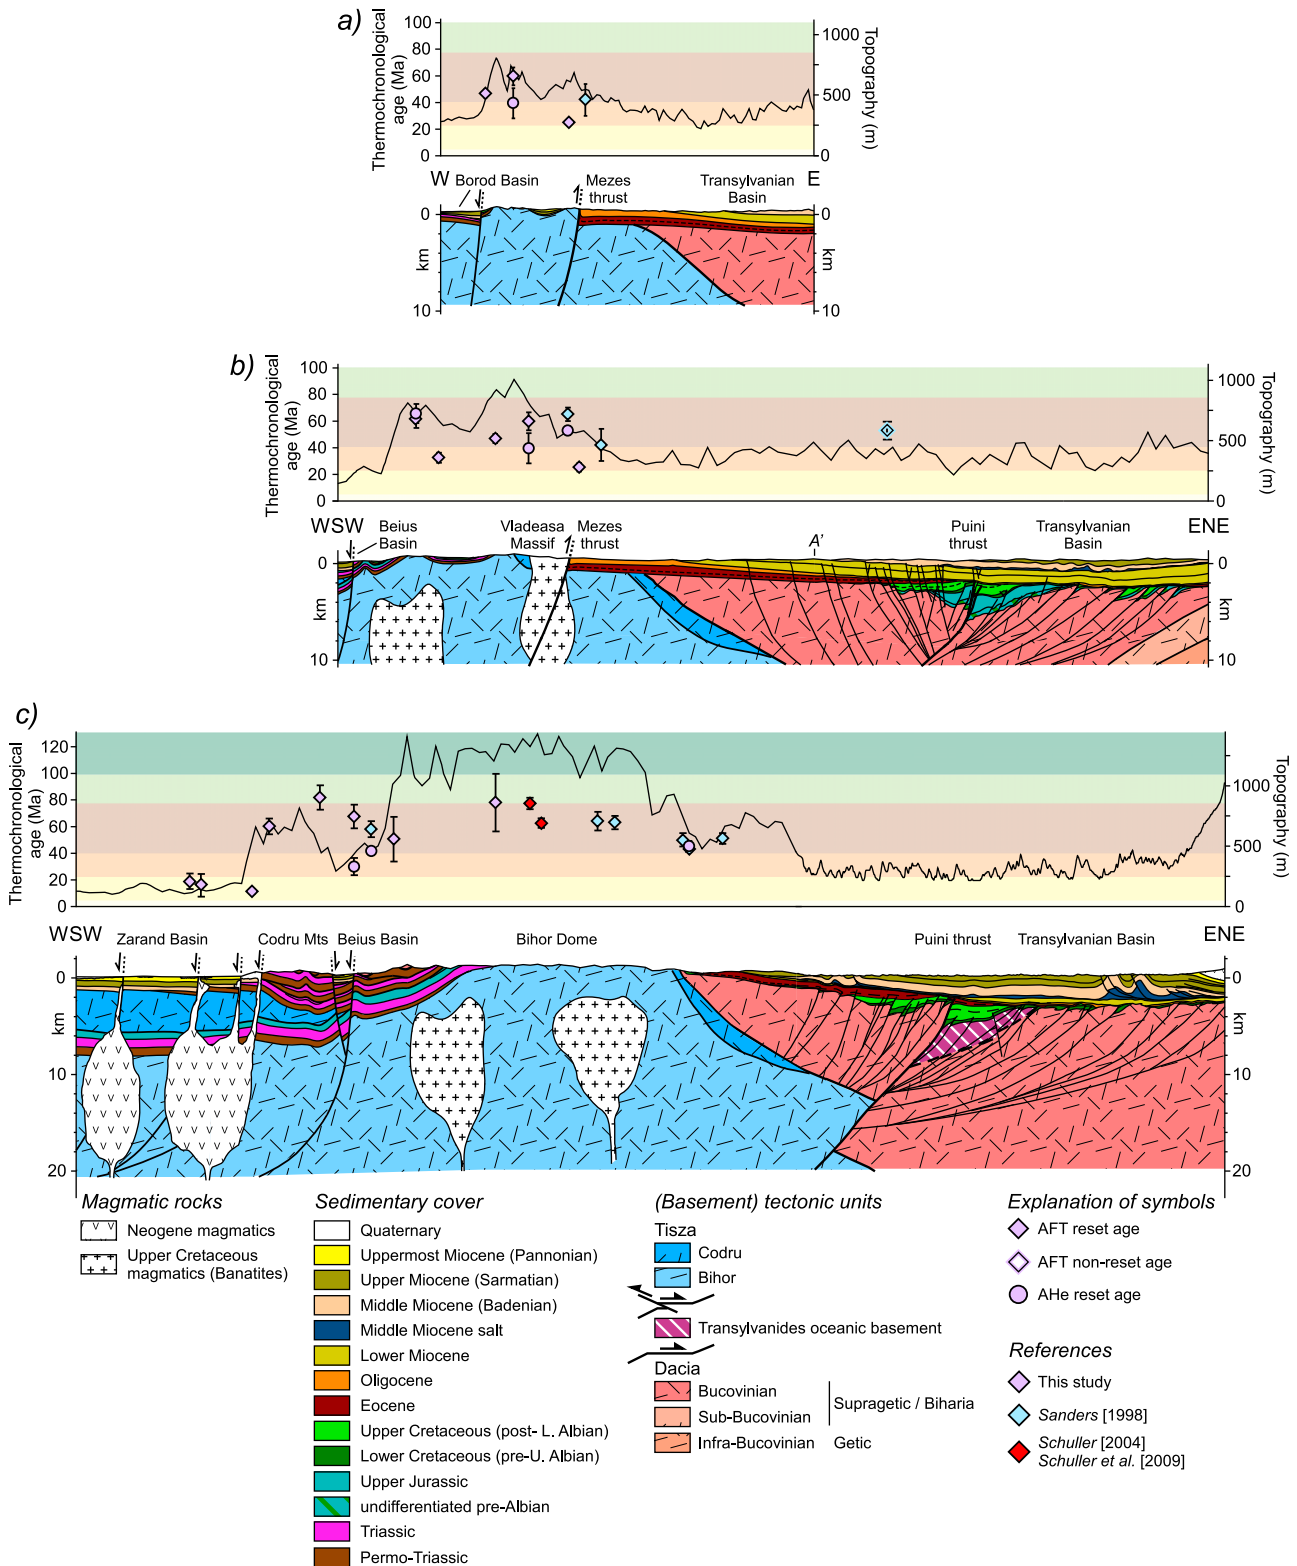 a)
Thermochronological
age (Ma)
100
80
60
40
20
0
1000
500
0
Topography (m)
W
Borod Basin
Mezes
thrust
Transylvanian
Basin
E
0
km
10
0
km
10
b)
Thermochronological
age (Ma)
100
80
60
40
20
0
1000
500
0
Topography (m)
WSW
Beius
Basin
Vladeasa
Massif
Mezes
thrust
A'
Puini
thrust
Transylvanian
Basin
ENE
0
km
10
0
km
10
c)
Thermochronological
age (Ma)
120
100
80
60
40
20
0
1000
500
0
Topography (m)
WSW
Zarand Basin
Codru Mts
Beius Basin
Bihor Dome
Puini thrust
Transylvanian Basin
ENE
0
km
10
20
0
km
10
20
Magmatic rocks
Neogene magmatics
Upper Cretaceous
magmatics (Banatites)
Sedimentary cover
Quaternary
Uppermost Miocene (Pannonian)
Upper Miocene (Sarmatian)
Middle Miocene (Badenian)
Middle Miocene salt
Lower Miocene
Oligocene
Eocene
Upper Cretaceous (post- L. Albian)
Lower Cretaceous (pre-U. Albian)
Upper Jurassic
undifferentiated pre-Albian
Triassic
Permo-Triassic
(Basement) tectonic units
Tisza
Codru
Bihor
Transylvanides oceanic basement
Dacia
Bucovinian
Sub-Bucovinian
Supragetic / Biharia
Infra-Bucovinian
Getic
Explanation of symbols
AFT reset age
AFT non-reset age
AHe reset age
References
This study
Sanders [1998]
Schuller [2004]
Schuller et al. [2009]